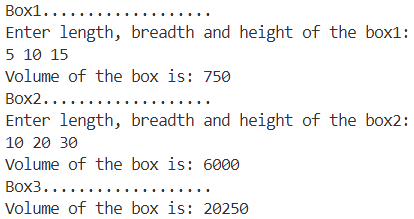 Box1...................
Enter length, breadth and height of the box1:
5 10 15
Volume of the box is: 750
Box2...................
Enter length, breadth and height of the box2:
10 20 30
Volume of the box is: 6000
Box3...................
Volume of the box is: 20250